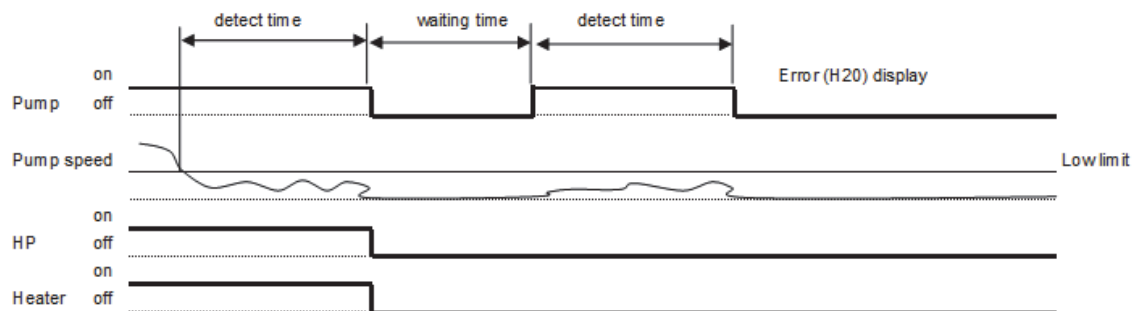 detect time waiting time detect time
on Error (H20) display
Pump off
Pump speed Low limit
on
HP off
on
Heater off